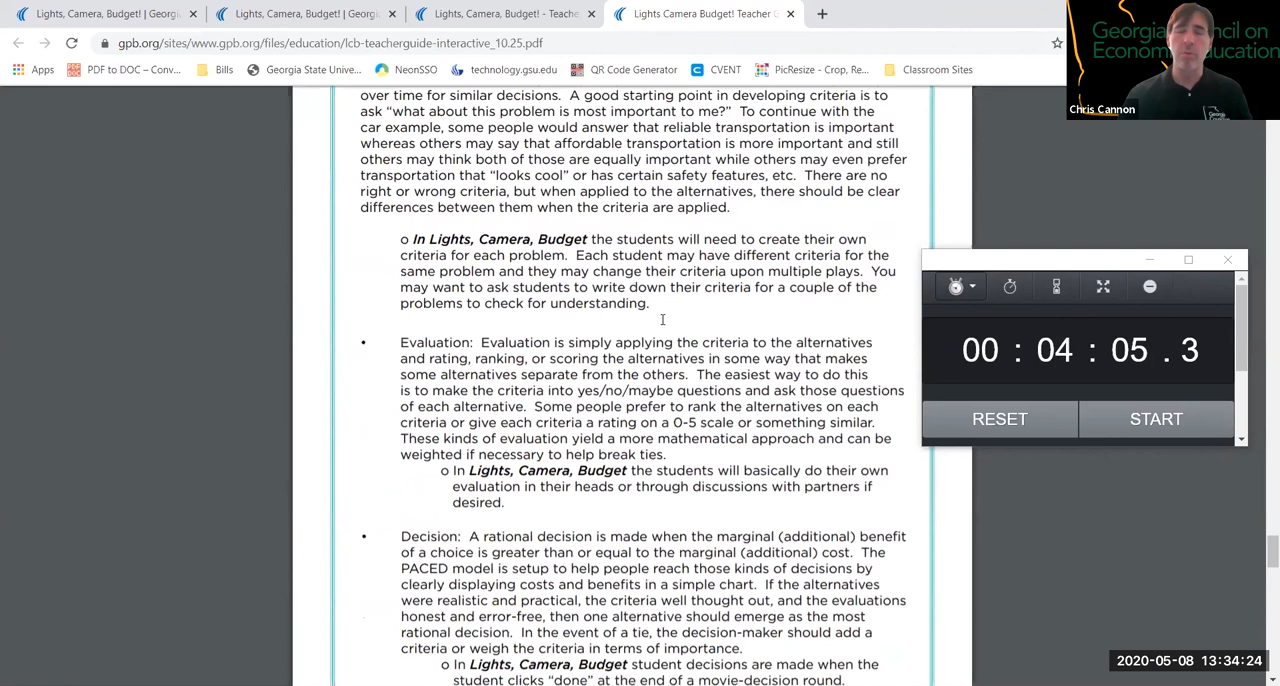 Lights, Camera, Budget! | Georgi
Lights, Camera, Budget! | Georgi
Lights, Camera, Budget! - Teache
Lights Camera Budget! Teacher G
gpb.org/sites/www.gpb.org/files/education/lcb-teacherguide-interactive_10.25.pdf
Apps
PDF to DOC – Conv...
Bills
Georgia State Unive...
NeonSSO
technology.gsu.edu
QR Code Generator
CVENT
PicResize - Crop, Re...
Classroom Sites
Chris Cannon
over time for similar decisions. A good starting point in developing criteria is to
ask “what about this problem is most important to me?” To continue with the
car example, some people would answer that reliable transportation is important
whereas others may say that affordable transportation is more important and still
others may think both of those are equally important while others may even prefer
transportation that “looks cool” or has certain safety features, etc. There are no
right or wrong criteria, but when applied to the alternatives, there should be clear
differences between them when the criteria are applied.
o In Lights, Camera, Budget the students will need to create their own
criteria for each problem. Each student may have different criteria for the
same problem and they may change their criteria upon multiple plays. You
may want to ask students to write down their criteria for a couple of the
problems to check for understanding.
• Evaluation: Evaluation is simply applying the criteria to the alternatives
and rating, ranking, or scoring the alternatives in some way that makes
some alternatives separate from the others. The easiest way to do this
is to make the criteria into yes/no/maybe questions and ask those questions
of each alternative. Some people prefer to rank the alternatives on each
criteria or give each criteria a rating on a 0-5 scale or something similar.
These kinds of evaluation yield a more mathematical approach and can be
weighted if necessary to help break ties.
o In Lights, Camera, Budget the students will basically do their own
evaluation in their heads or through discussions with partners if
desired.
• Decision: A rational decision is made when the marginal (additional) benefit
of a choice is greater than or equal to the marginal (additional) cost. The
PACED model is setup to help people reach those kinds of decisions by
clearly displaying costs and benefits in a simple chart. If the alternatives
were realistic and practical, the criteria well thought out, and the evaluations
honest and error-free, then one alternative should emerge as the most
rational decision. In the event of a tie, the decision-maker should add a
criteria or weigh the criteria in terms of importance.
o In Lights, Camera, Budget student decisions are made when the
student clicks “done” at the end of a movie-decision round.
00 : 04 : 05 . 3
RESET
START
2020-05-08 13:34:24